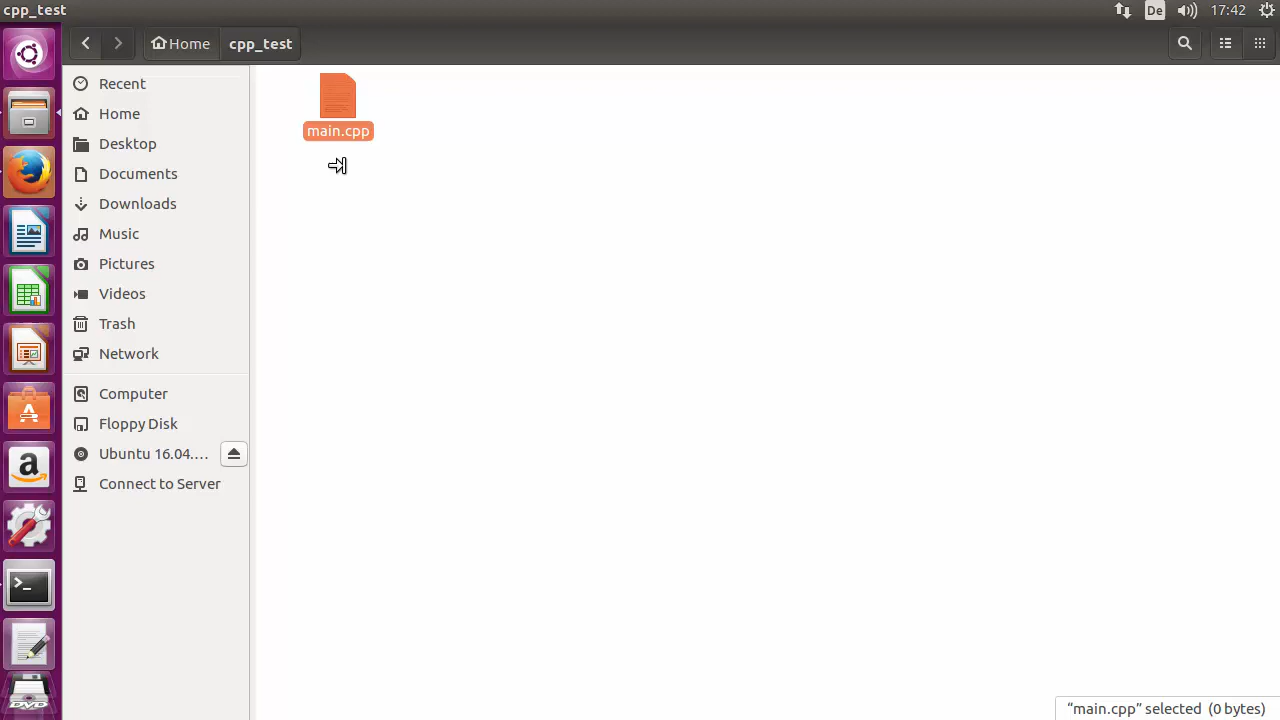 cpp_test
De
17:42
Home
cpp_test
Recent
Home
Desktop
Documents
Downloads
Music
Pictures
Videos
Trash
Network
Computer
Floppy Disk
Ubuntu 16.04....
Connect to Server
main.cpp
“main.cpp” selected (0 bytes)